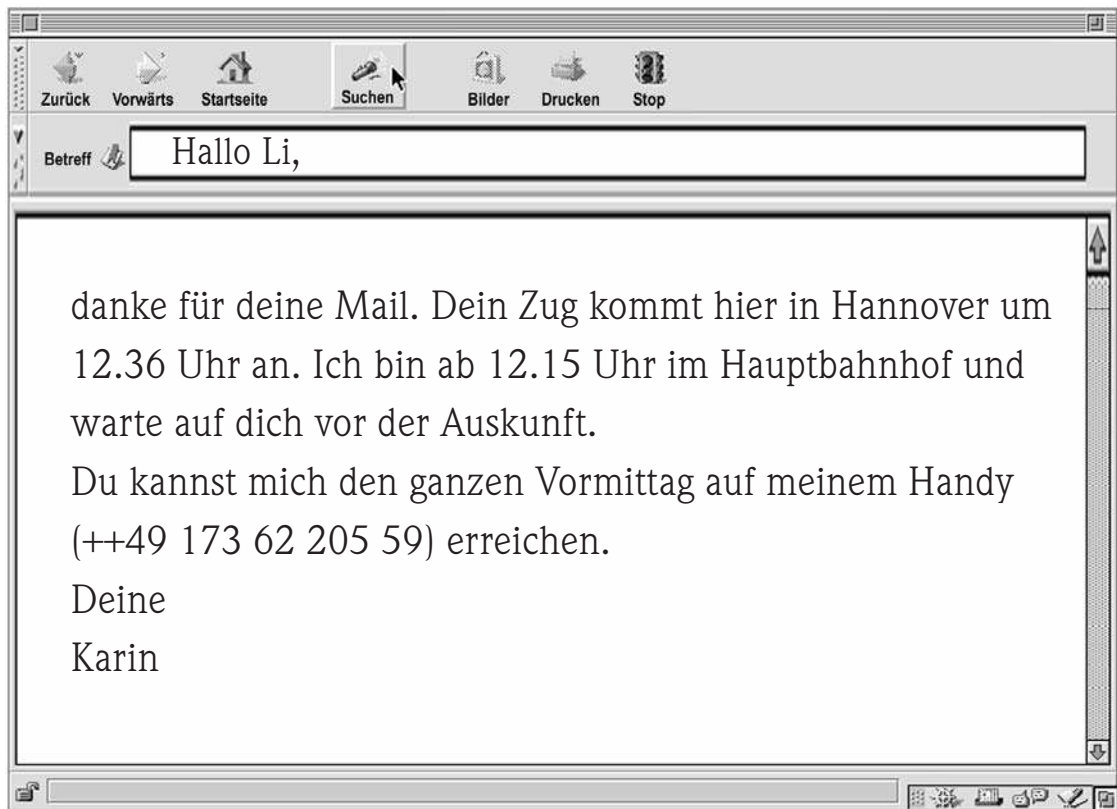 Zurück Vorwärts Startseite Suchen Bilder Drucken Stop
Betreff Hallo Li,
danke für deine Mail. Dein Zug kommt hier in Hannover um
12.36 Uhr an. Ich bin ab 12.15 Uhr im Hauptbahnhof und
warte auf dich vor der Auskunft.
Du kannst mich den ganzen Vormittag auf meinem Handy
(++49 173 62 205 59) erreichen.
Deine
Karin